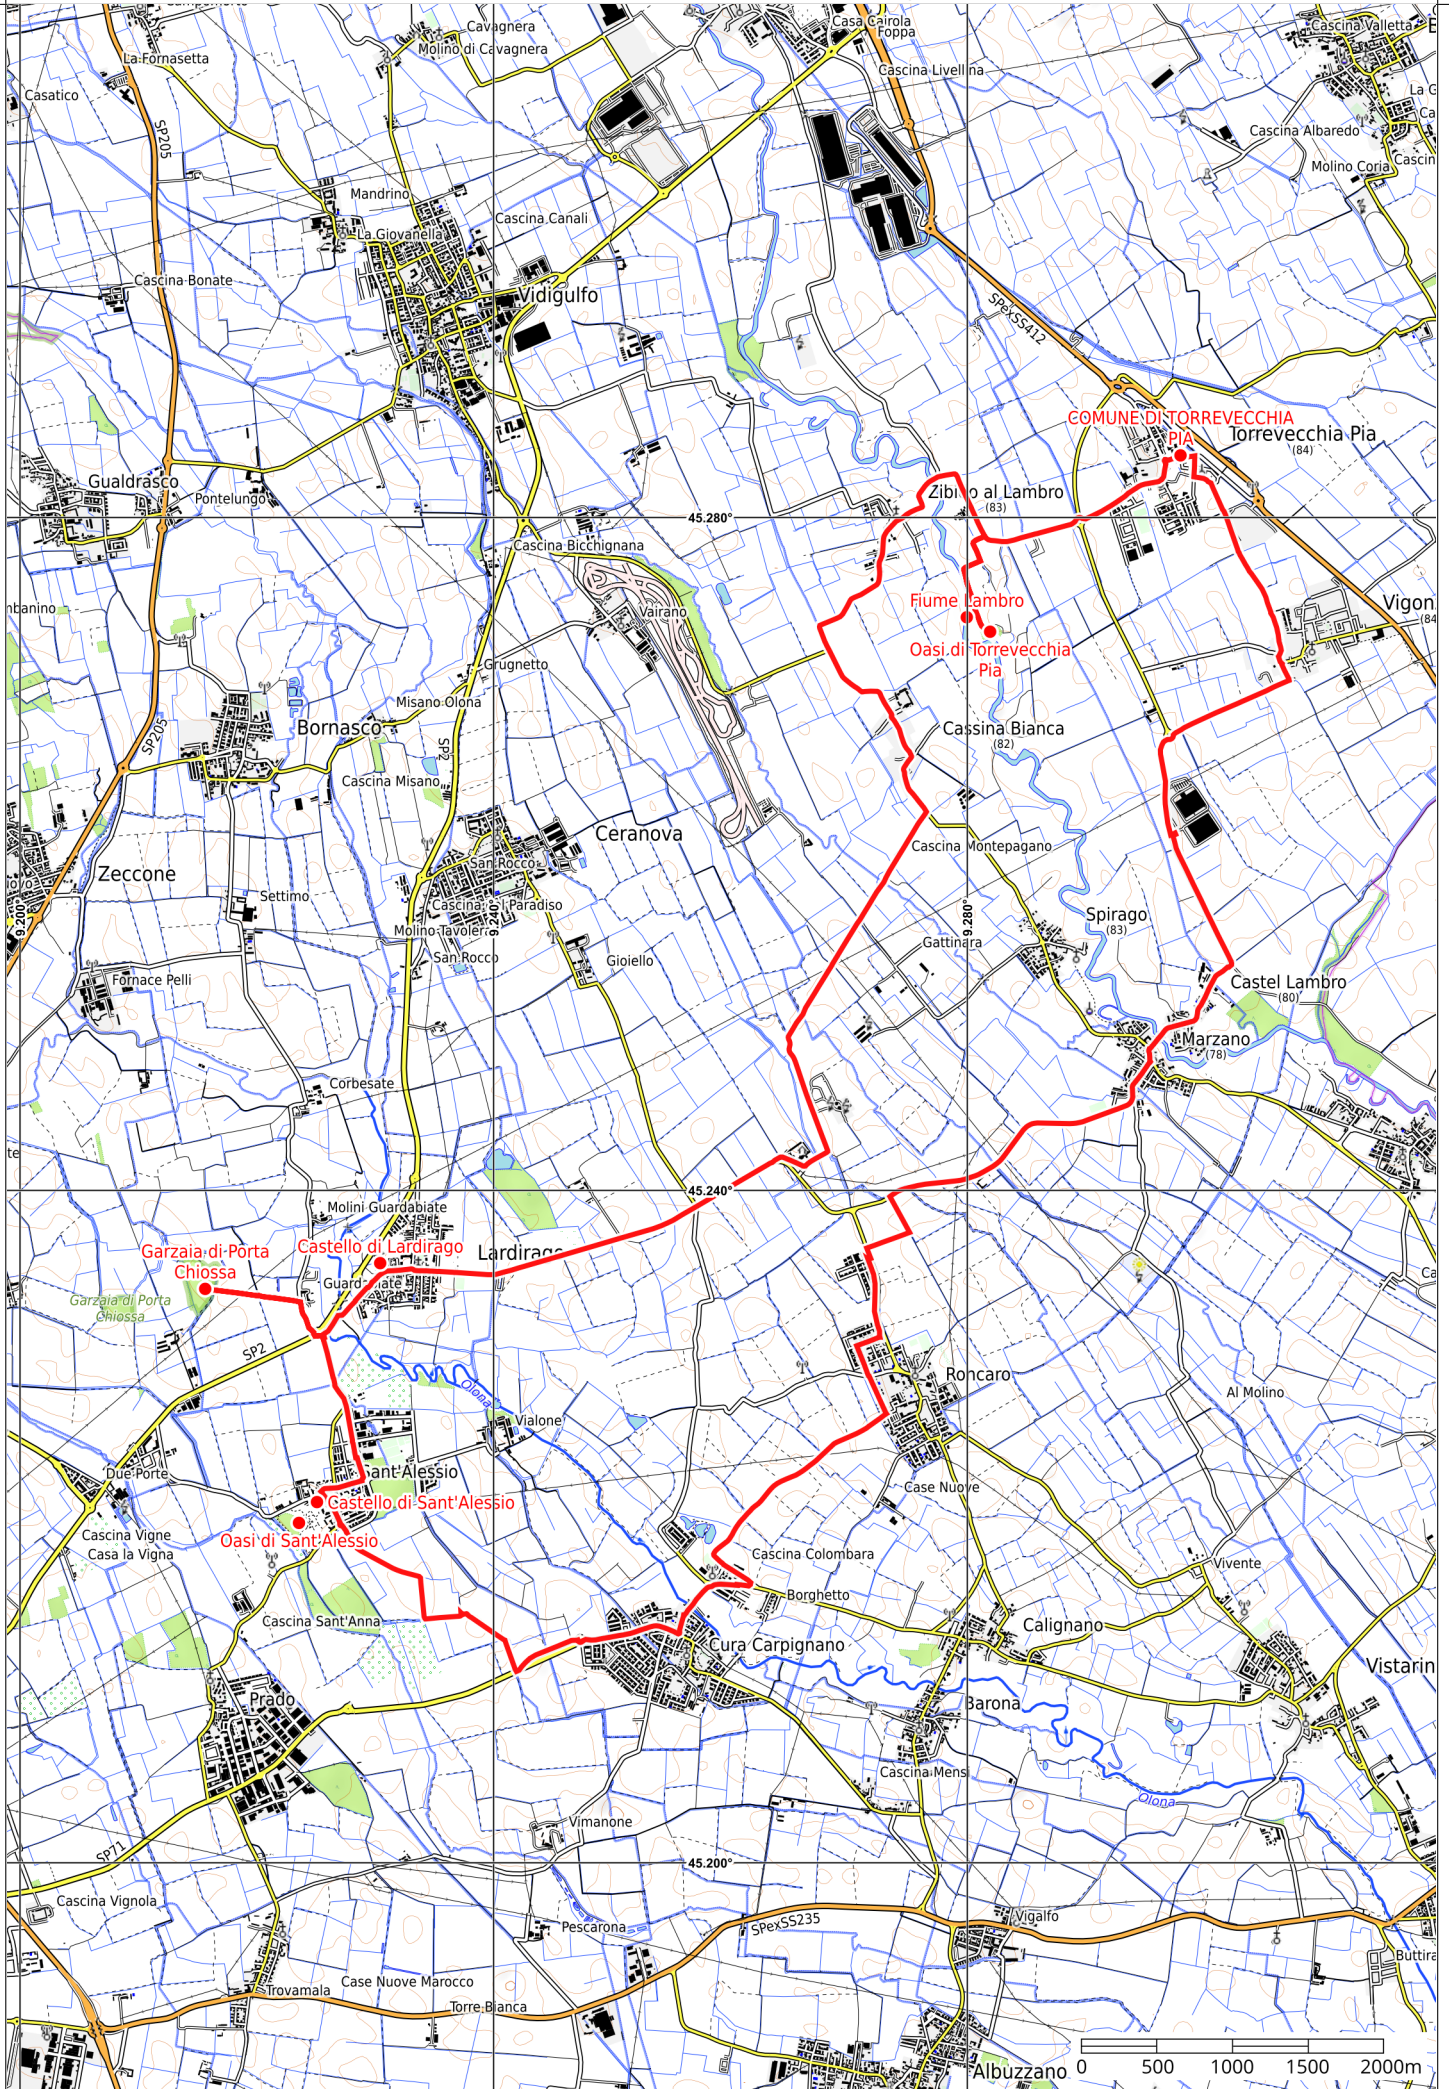 Cavagnera
Molino di Cavagnera
La Fornasetta
Casatico
SP205
Casa Cairola
Foppa
Cascina Livellina
Cascina Valletta
Cascina Albaredo
Molino Coria
Mandrino
La Giovanella
Cascina Canali
Cascina Bonate
Vidigulfo
SPexSS412
COMUNE DI TORREVECCHIA
PIA
Torrevecchia Pia
(84)
Gualdrasco
Pontelungo
Zibido al Lambro
(83)
45.280°
Cascina Bicchignana
Vairano
Fiume Lambro
Oasi di Torrevecchia
Pia
Grugnetto
Misano Olona
Bornasco
SP205
SP2
Cascina Misano
Cassina Bianca
(82)
Ceranova
Cascina Montepagano
San Rocco
Zeccone
Settimo
9.200°
9.240°
9.280°
Molino Tavolera
San Rocco
Gioiello
Fornace Pelli
Gattinara
Spirago
(83)
Castel Lambro
(80)
Marzano
(78)
Corbesate
45.240°
Molini Guardabiate
Garzaia di Porta
Chiossa
Castello di Lardirago
Lardirago
Garzaia di Porta
Chiossa
SP2
Olona
Vialone
Roncaro
Al Molino
Due Porte
Sant'Alessio
Castello di Sant'Alessio
Oasi di Sant'Alessio
Case Nuove
Cascina Vigne
Casa la Vigna
Cascina Colombara
Borghetto
Vivente
Cascina Sant'Anna
Cura Carpignano
Calignano
Prado
Barona
Cascina Mensi
Olona
Vimanone
SP71
45.200°
Cascina Vignola
Pescarona
SPexSS235
Vigalfo
Case Nuove Marocco
Trovamala
Torre Bianca
Albuzzano
0 500 1000 1500 2000m